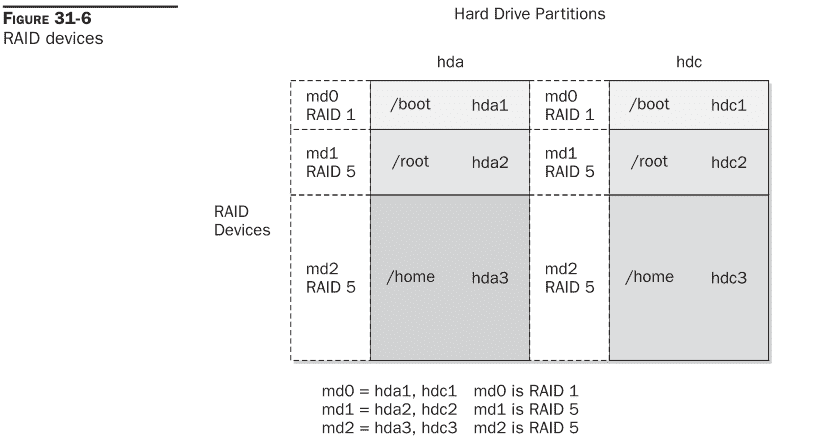 FIGURE 31-6
RAID devices
Hard Drive Partitions
hda hdc
md0 /boot hda1 md0 /boot hdc1
RAID 1 RAID 1
md1 /root hda2 md1 /root hdc2
RAID 5 RAID 5
RAID
Devices
md2 /home hda3 md2 /home hdc3
RAID 5 RAID 5
md0 = hda1, hdc1 md0 is RAID 1
md1 = hda2, hdc2 md1 is RAID 5
md2 = hda3, hdc3 md2 is RAID 5